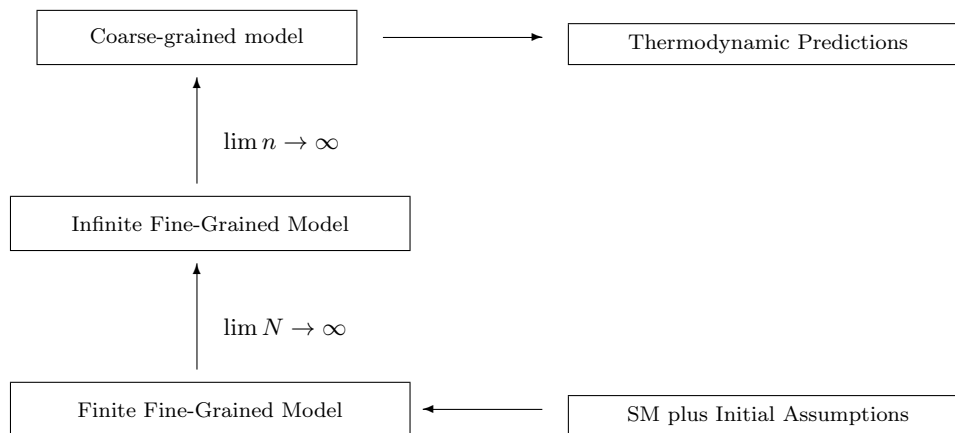 Coarse-grained model
Thermodynamic Predictions
lim n → ∞
Infinite Fine-Grained Model
lim N → ∞
Finite Fine-Grained Model
SM plus Initial Assumptions